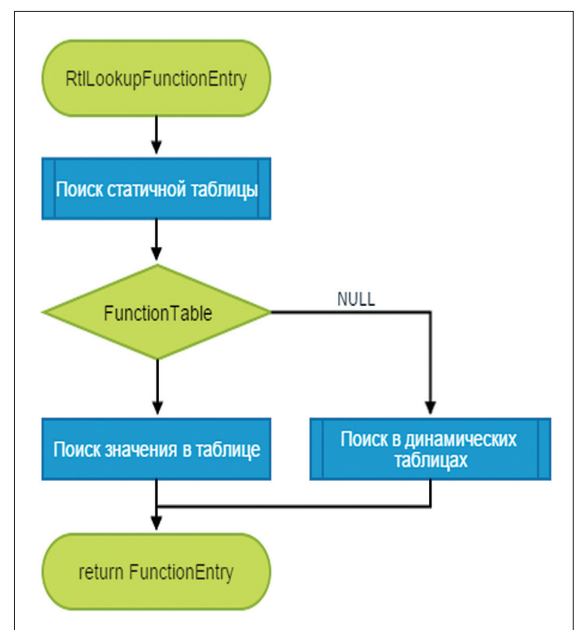 RtlLookupFunctionEntry
Поиск статичной таблицы
FunctionTable
NULL
Поиск значения в таблице
Поиск в динамических
таблицах
return FunctionEntry